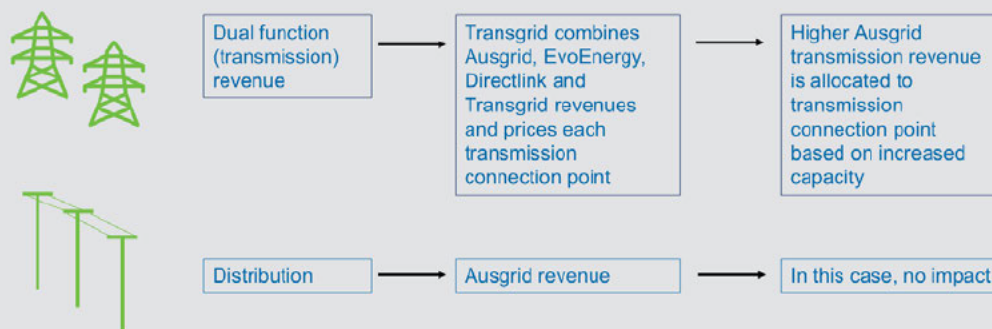 Dual function
(transmission)
revenue
Transgrid combines
Ausgrid, EvoEnergy,
Directlink and
Transgrid revenues
and prices each
transmission
connection point
Higher Ausgrid
transmission revenue
is allocated to
transmission
connection point
based on increased
capacity
Distribution
Ausgrid revenue
In this case, no impact